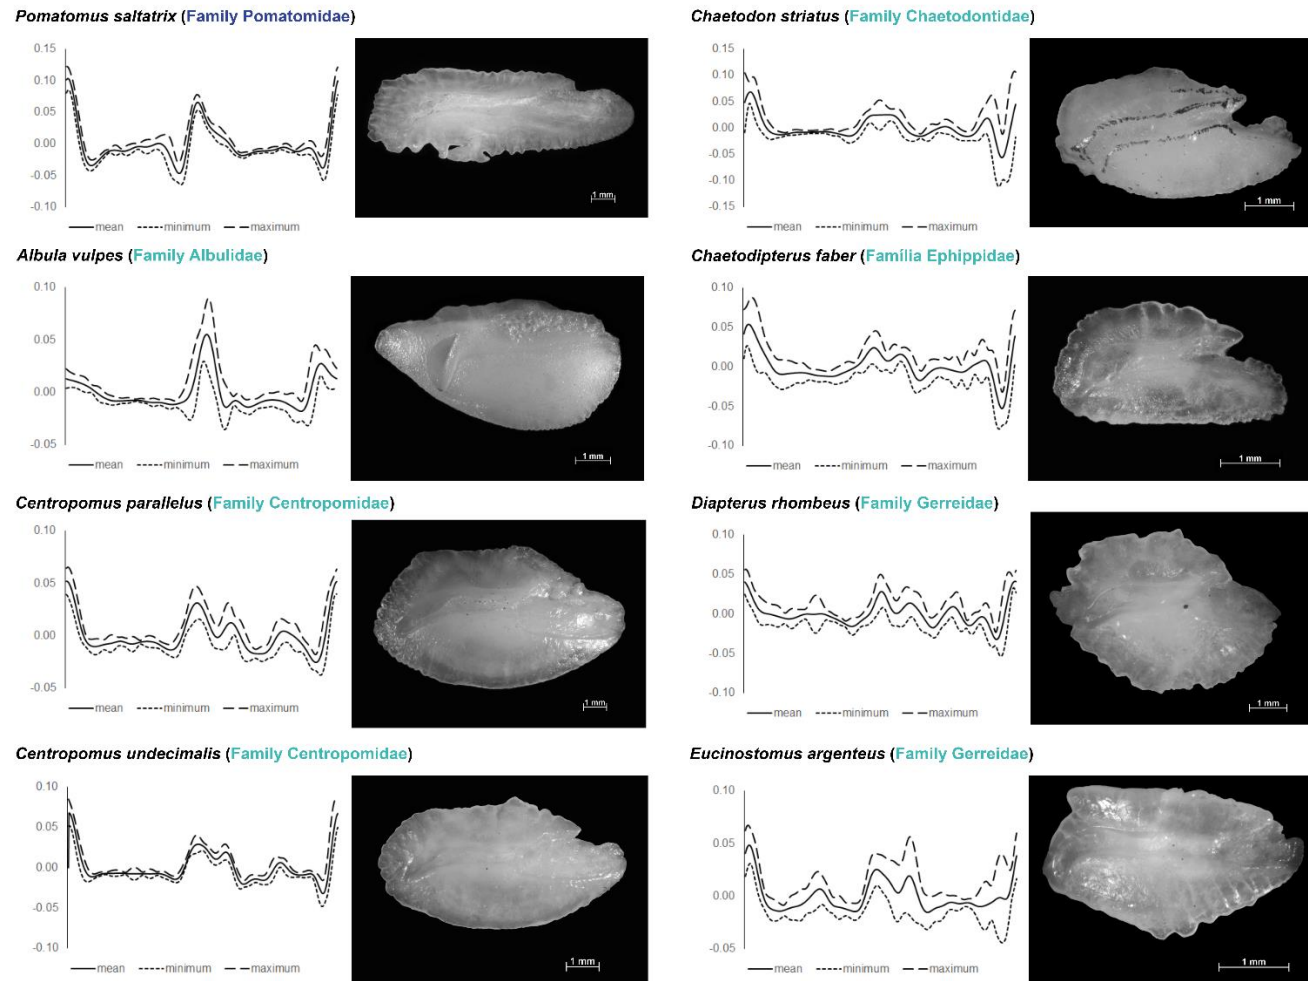 Pomatomus saltatrix (Family Pomatomidae)
0.15
0.10
0.05
0.00
-0.05
-0.10
mean minimum maximum
1 mm
Chaetodon striatus (Family Chaetodontidae)
0.15
0.10
0.05
0.00
-0.05
-0.10
-0.15
mean minimum maximum
1 mm
Albula vulpes (Family Albulidae)
0.10
0.05
0.00
-0.05
mean minimum maximum
1 mm
Chaetodipterus faber (Família Ephippidae)
0.10
0.05
0.00
-0.05
-0.10
mean minimum maximum
1 mm
Centropomus parallelus (Family Centropomidae)
0.10
0.05
0.00
-0.05
mean minimum maximum
1 mm
Diapterus rhombeus (Family Gerreidae)
0.10
0.05
0.00
-0.05
-0.10
mean minimum maximum
1 mm
Centropomus undecimalis (Family Centropomidae)
0.10
0.05
0.00
-0.05
-0.10
mean minimum maximum
1 mm
Eucinostomus argenteus (Family Gerreidae)
0.10
0.05
0.00
-0.05
mean minimum maximum
1 mm